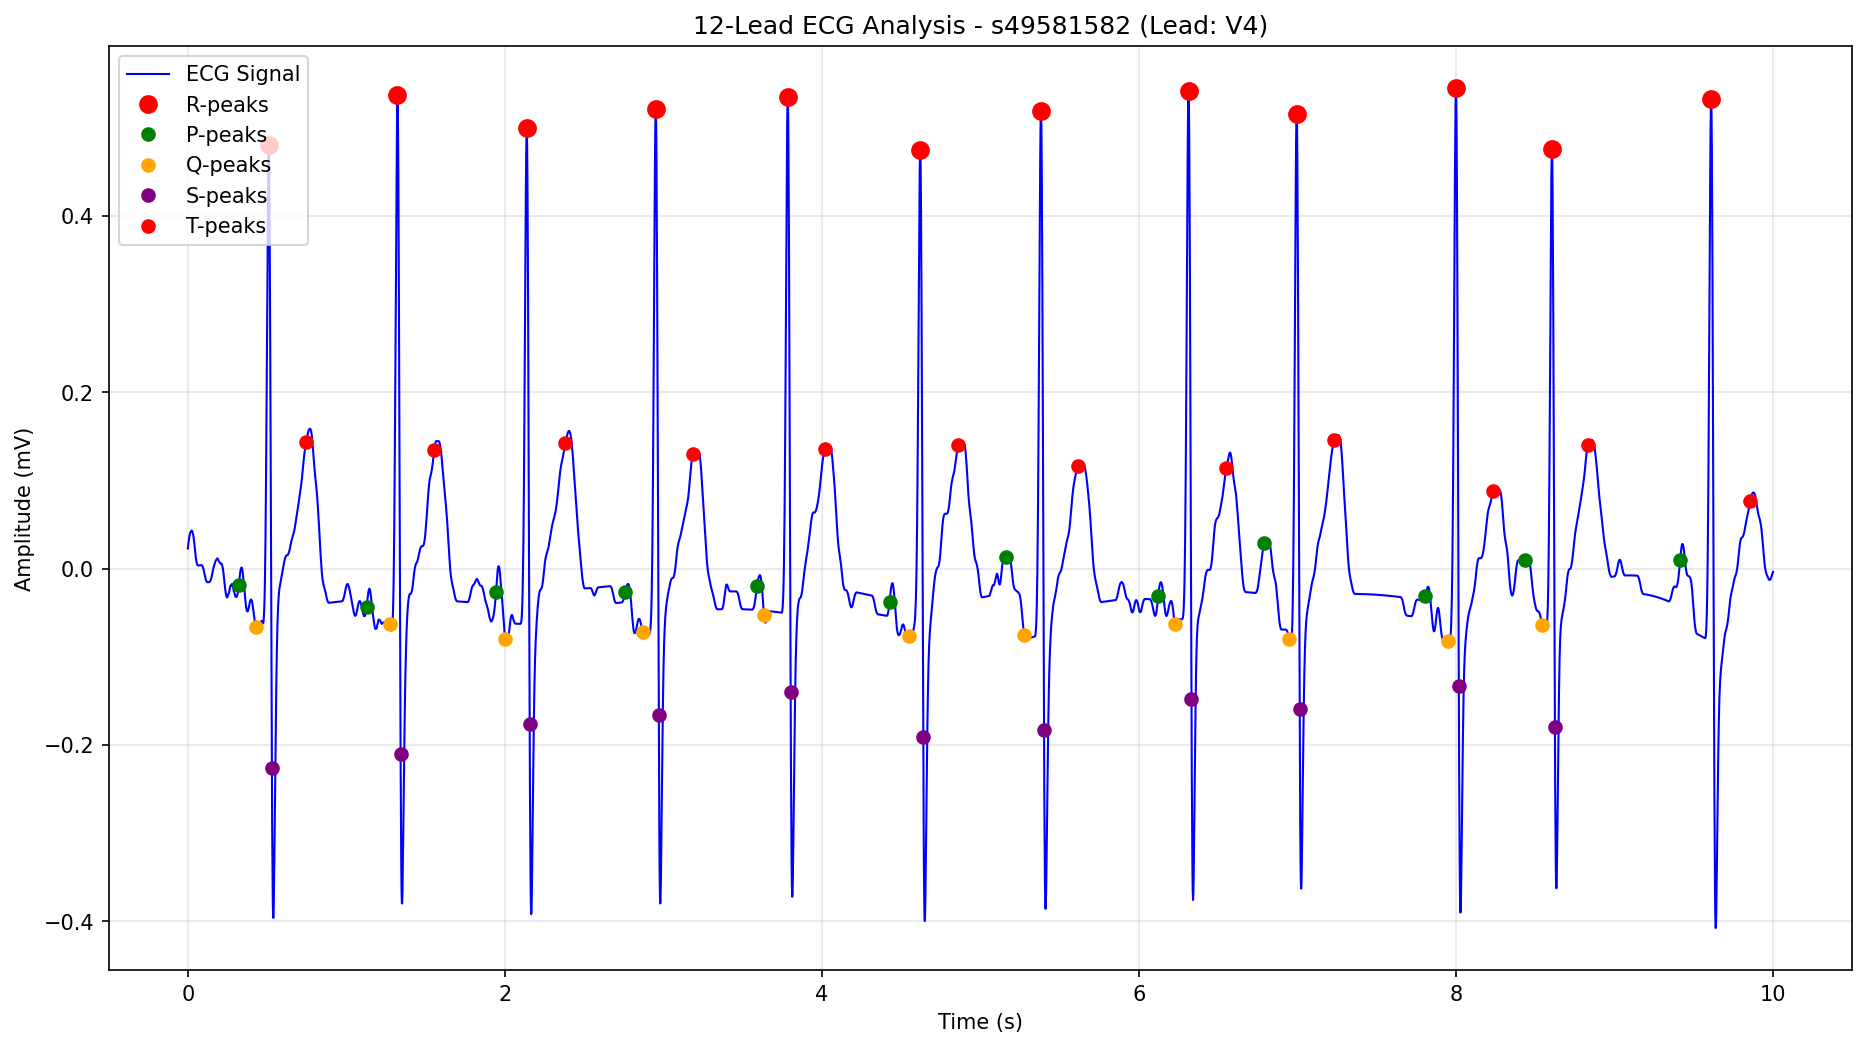 12-Lead ECG Analysis - s49581582 (Lead: V4)
ECG Signal
R-peaks
P-peaks
Q-peaks
S-peaks
T-peaks
Amplitude (mV)
0.4
0.2
0.0
−0.2
−0.4
0 2 4 6 8 10
Time (s)